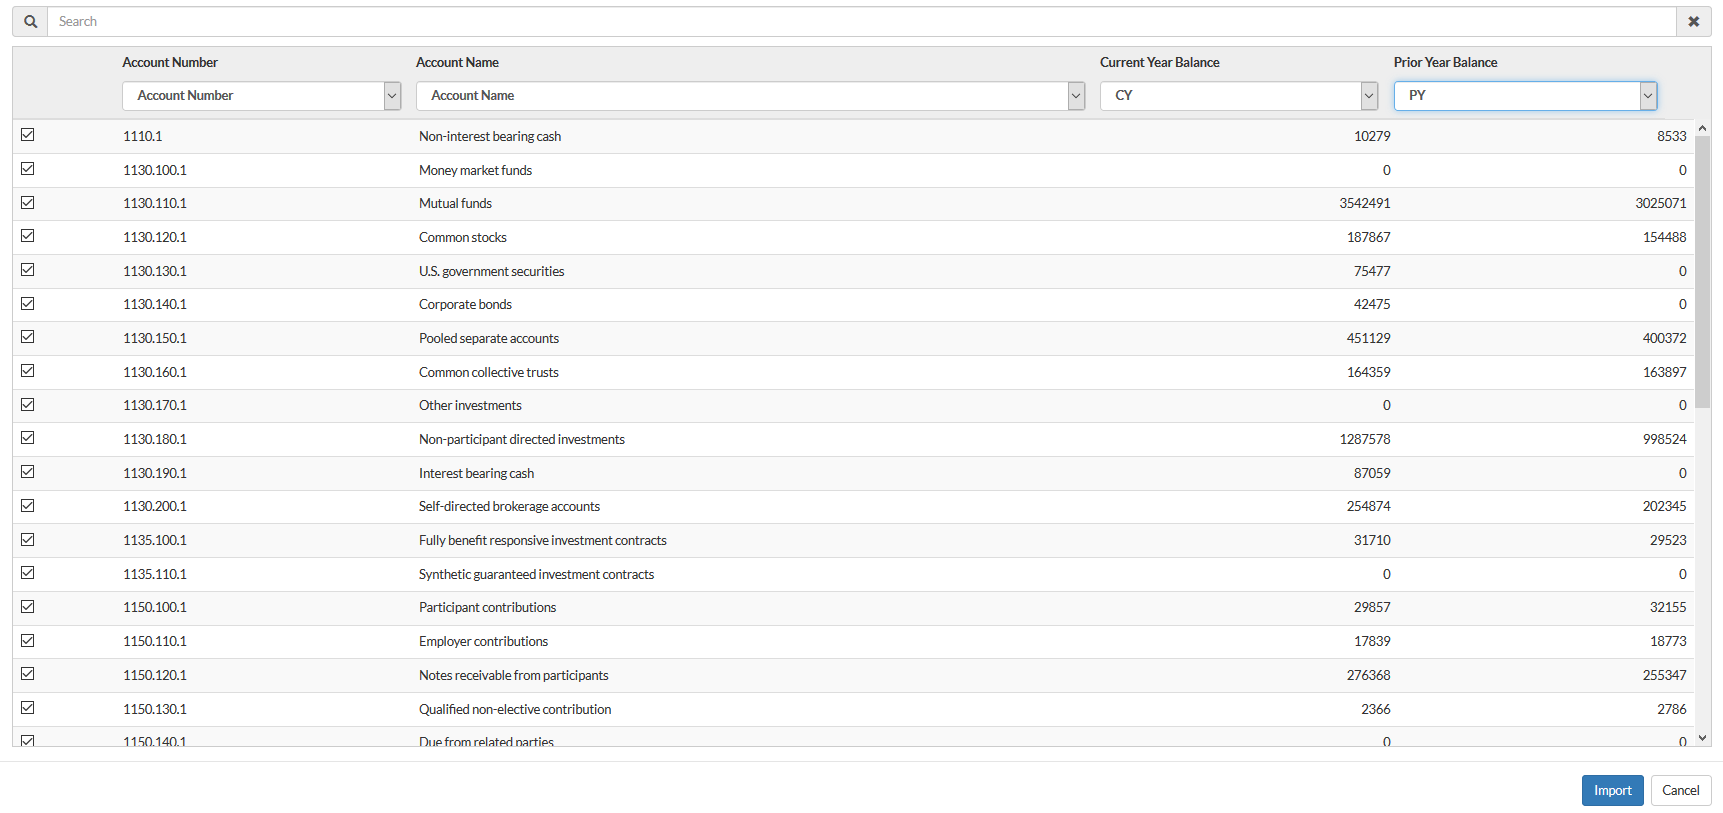 Search
Account Number Account Name Current Year Balance Prior Year Balance
Account Number Account Name CY PY
1110.1 Non-interest bearing cash 10279 8533
1130.100.1 Money market funds 0 0
1130.110.1 Mutual funds 3542491 3025071
1130.120.1 Common stocks 187867 154488
1130.130.1 U.S. government securities 75477 0
1130.140.1 Corporate bonds 42475 0
1130.150.1 Pooled separate accounts 451129 400372
1130.160.1 Common collective trusts 164359 163897
1130.170.1 Other investments 0 0
1130.180.1 Non-participant directed investments 1287578 998524
1130.190.1 Interest bearing cash 87059 0
1130.200.1 Self-directed brokerage accounts 254874 202345
1135.100.1 Fully benefit responsive investment contracts 31710 29523
1135.110.1 Synthetic guaranteed investment contracts 0 0
1150.100.1 Participant contributions 29857 32155
1150.110.1 Employer contributions 17839 18773
1150.120.1 Notes receivable from participants 276368 255347
1150.130.1 Qualified non-elective contribution 2366 2786
1150.140.1 Due from related parties 0 0
Import Cancel